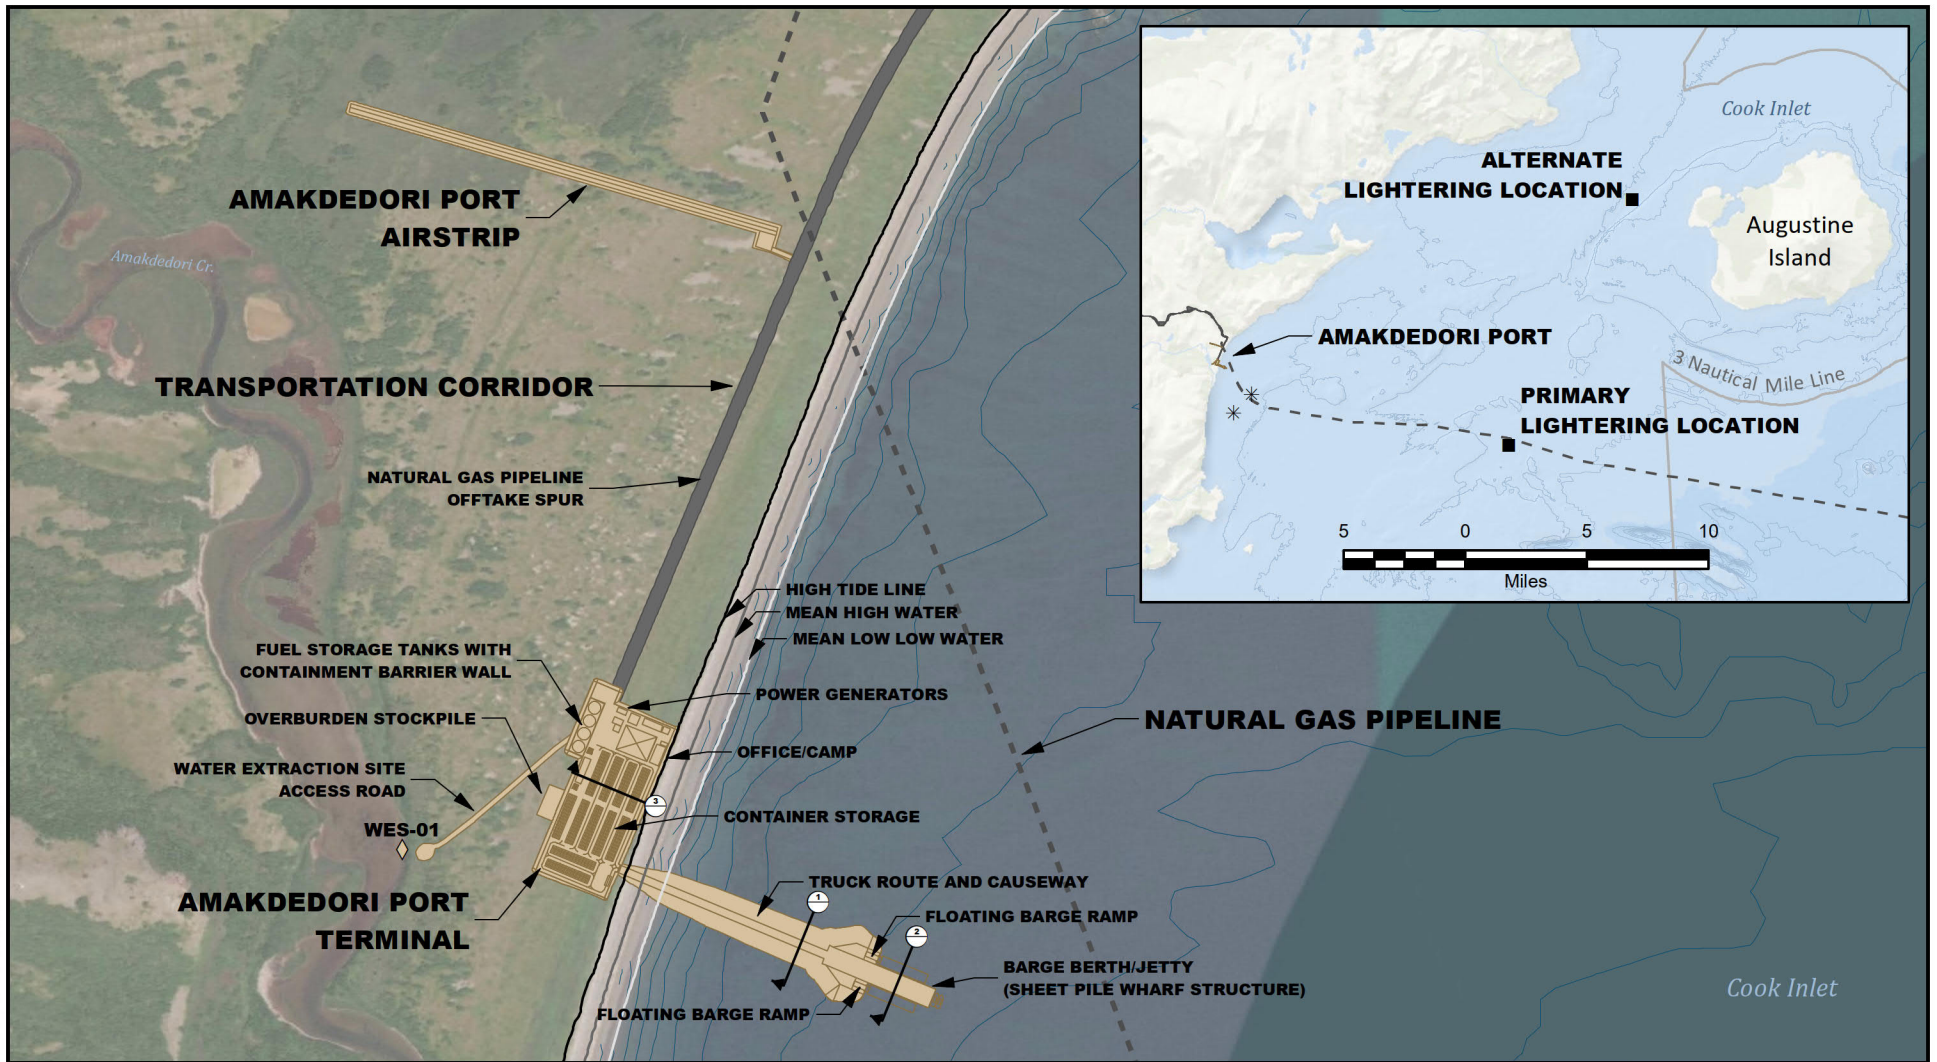 AMAKDEDORI PORT
AIRSTRIP
Amakdedori Cr.
TRANSPORTATION CORRIDOR
NATURAL GAS PIPELINE
OFFTAKE SPUR
HIGH TIDE LINE
MEAN HIGH WATER
MEAN LOW LOW WATER
FUEL STORAGE TANKS WITH
CONTAINMENT BARRIER WALL
POWER GENERATORS
OVERBURDEN STOCKPILE
NATURAL GAS PIPELINE
OFFICE/CAMP
WATER EXTRACTION SITE
ACCESS ROAD
3
CONTAINER STORAGE
WES-01
TRUCK ROUTE AND CAUSEWAY
1
AMAKDEDORI PORT
TERMINAL
FLOATING BARGE RAMP
2
BARGE BERTH/JETTY
(SHEET PILE WHARF STRUCTURE)
FLOATING BARGE RAMP
Cook Inlet
Cook Inlet
ALTERNATE
LIGHTERING LOCATION
Augustine
Island
AMAKDEDORI PORT
3 Nautical Mile Line
PRIMARY
LIGHTERING LOCATION
5 0 5 10
Miles